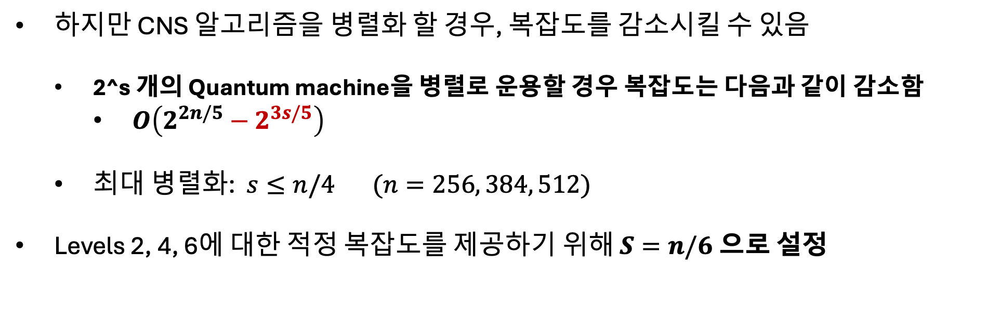 • 하지만 CNS 알고리즘을 병렬화 할 경우, 복잡도를 감소시킬 수 있음
• 2^s 개의 Quantum machine을 병렬로 운용할 경우 복잡도는 다음과 같이 감소함
• O(2^{2n/5} − 2^{3s/5})
• 최대 병렬화: s ≤ n/4 (n = 256, 384, 512)
• Levels 2, 4, 6에 대한 적정 복잡도를 제공하기 위해 S = n/6 으로 설정